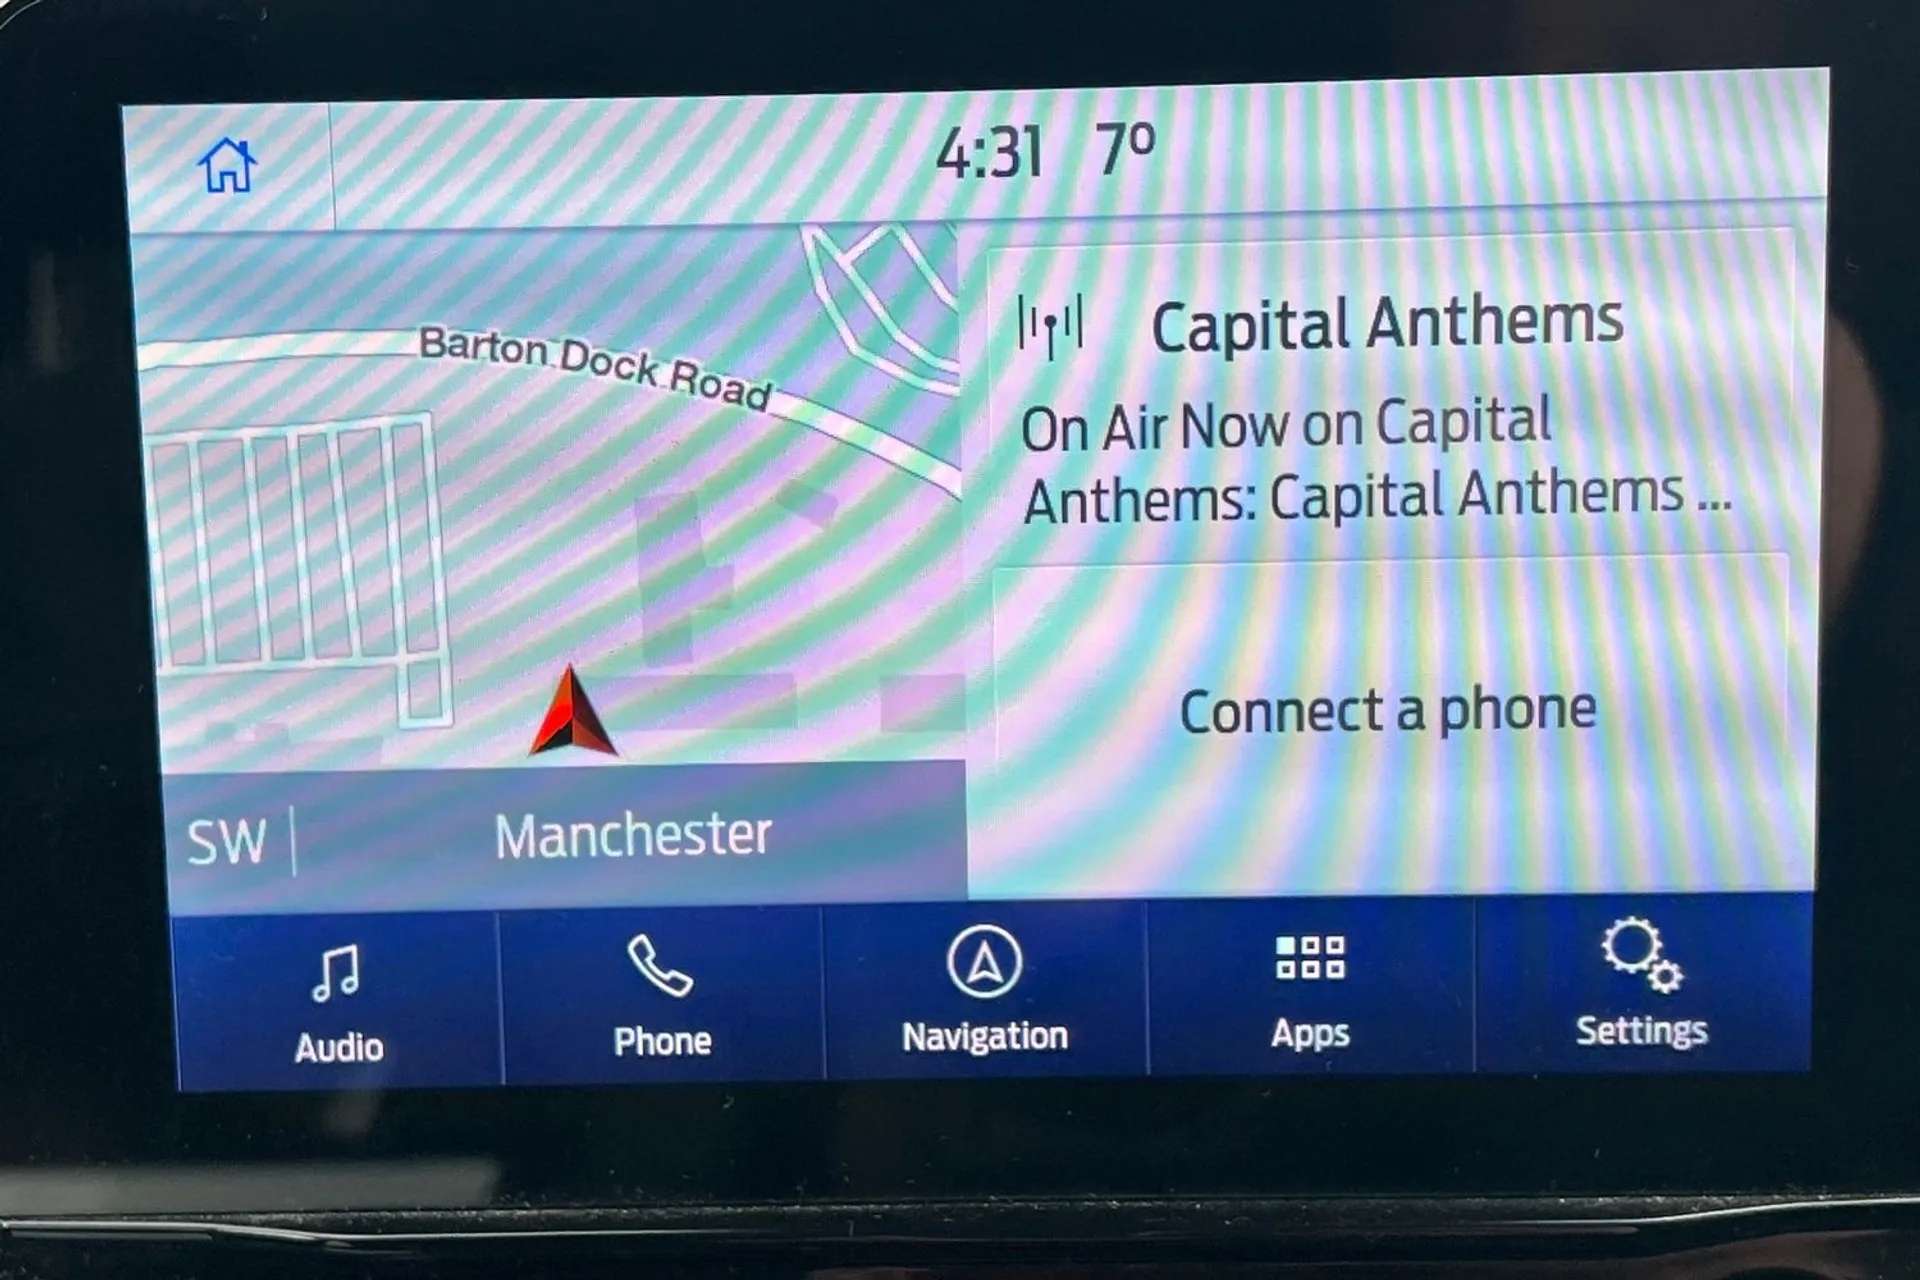 4:31 7º
Barton Dock Road
Capital Anthems
On Air Now on Capital
Anthems: Capital Anthems ...
Connect a phone
SW Manchester
Audio Phone Navigation Apps Settings